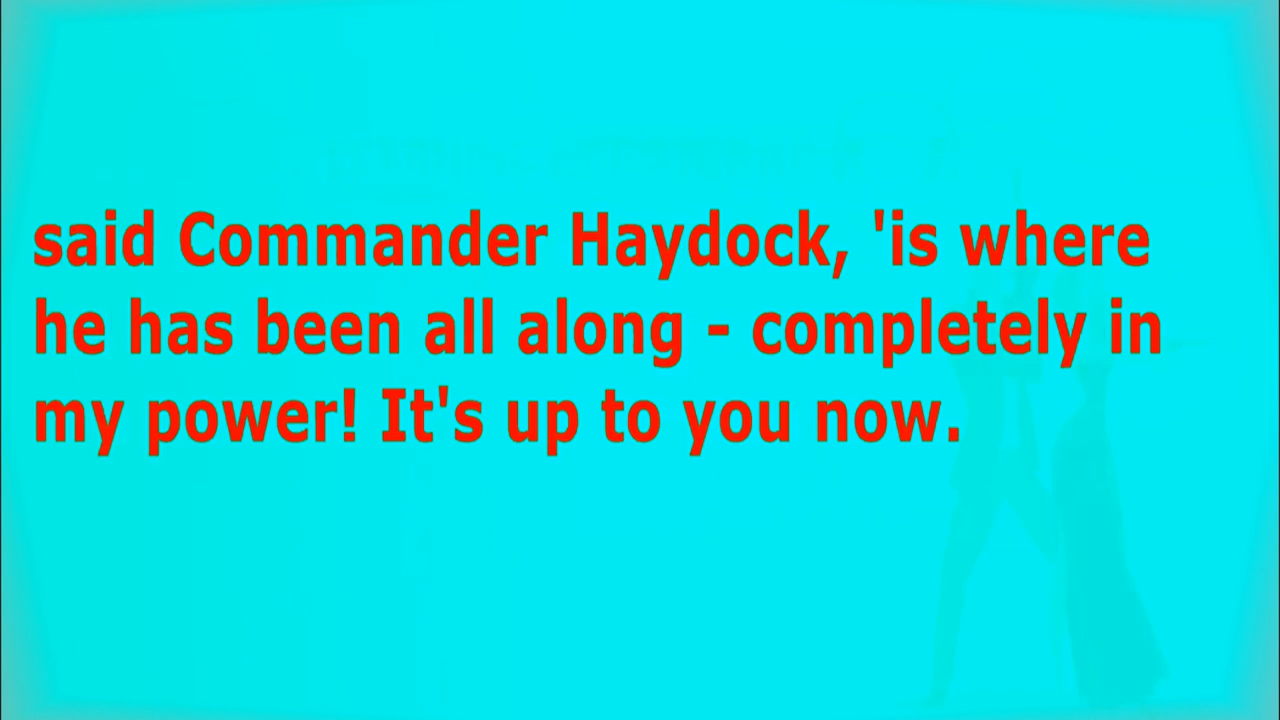 said Commander Haydock, 'is where
he has been all along - completely in
my power! It's up to you now.